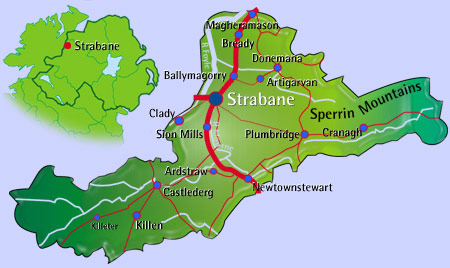 Strabane
Magheramason
Bready
R Foyle
Donemana
Ballymagorry
Artigarvan
Strabane
Sperrin Mountains
Clady
Sion Mills
Plumbridge
Cranagh
Ardstraw
Newtownstewart
Castlederg
Killeter
Killen